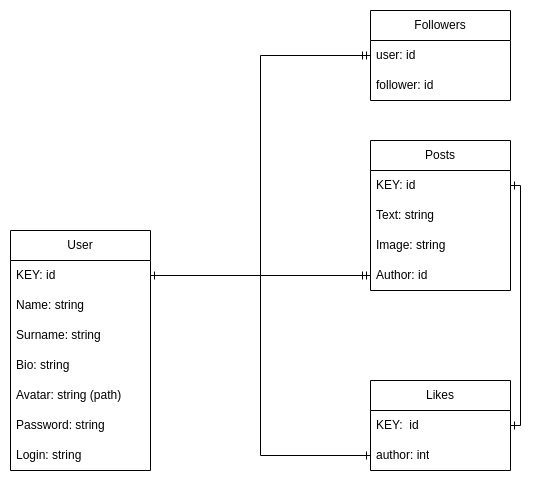 Followers
user: id
follower: id
Posts
KEY: id
Text: string
Image: string
Author: id
User
KEY: id
Name: string
Surname: string
Bio: string
Avatar: string (path)
Password: string
Login: string
Likes
KEY:  id
author: int